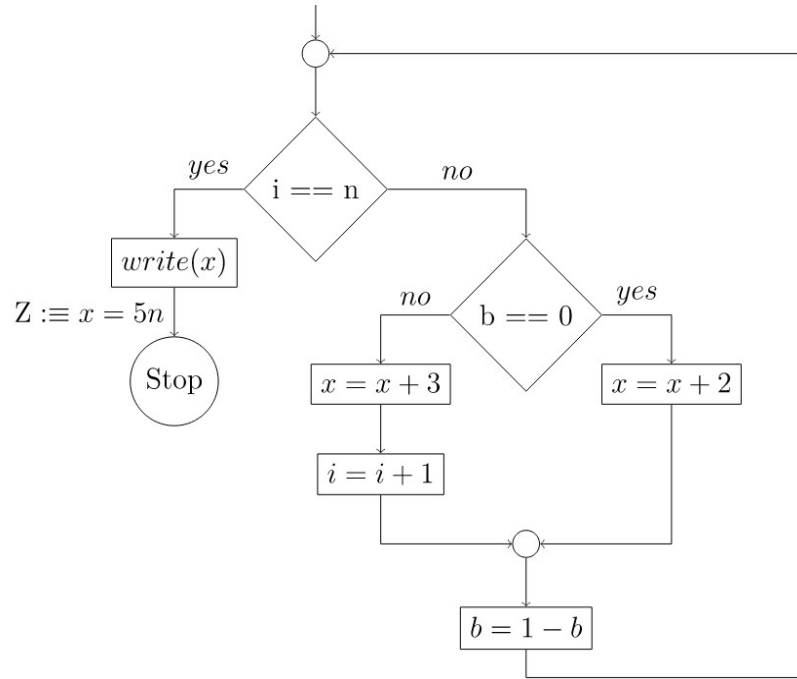 yes
no
i == n
write(x)
no
yes
b == 0
Z :≡ x = 5n
Stop
x = x + 3
x = x + 2
i = i + 1
b = 1 − b